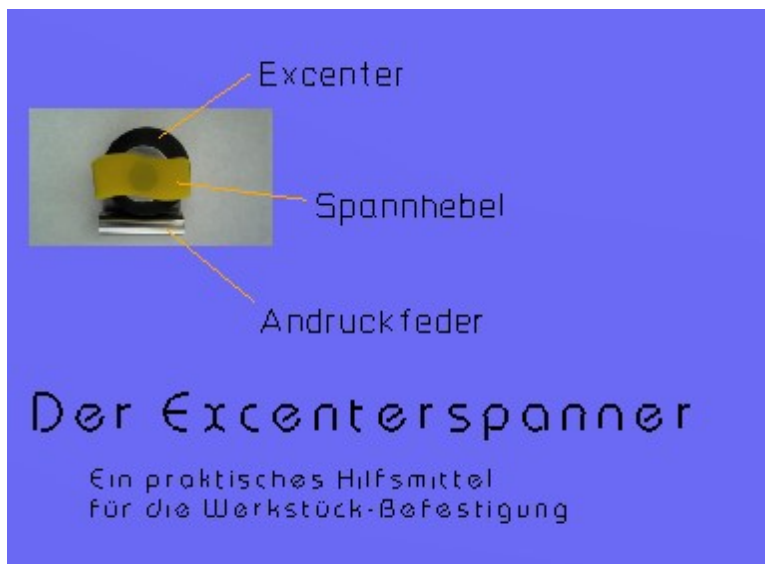 Excenter
Spannhebel
Andruckfeder
Der Excenterspanner
Ein praktisches Hilfsmittel
für die Werkstück-Befestigung